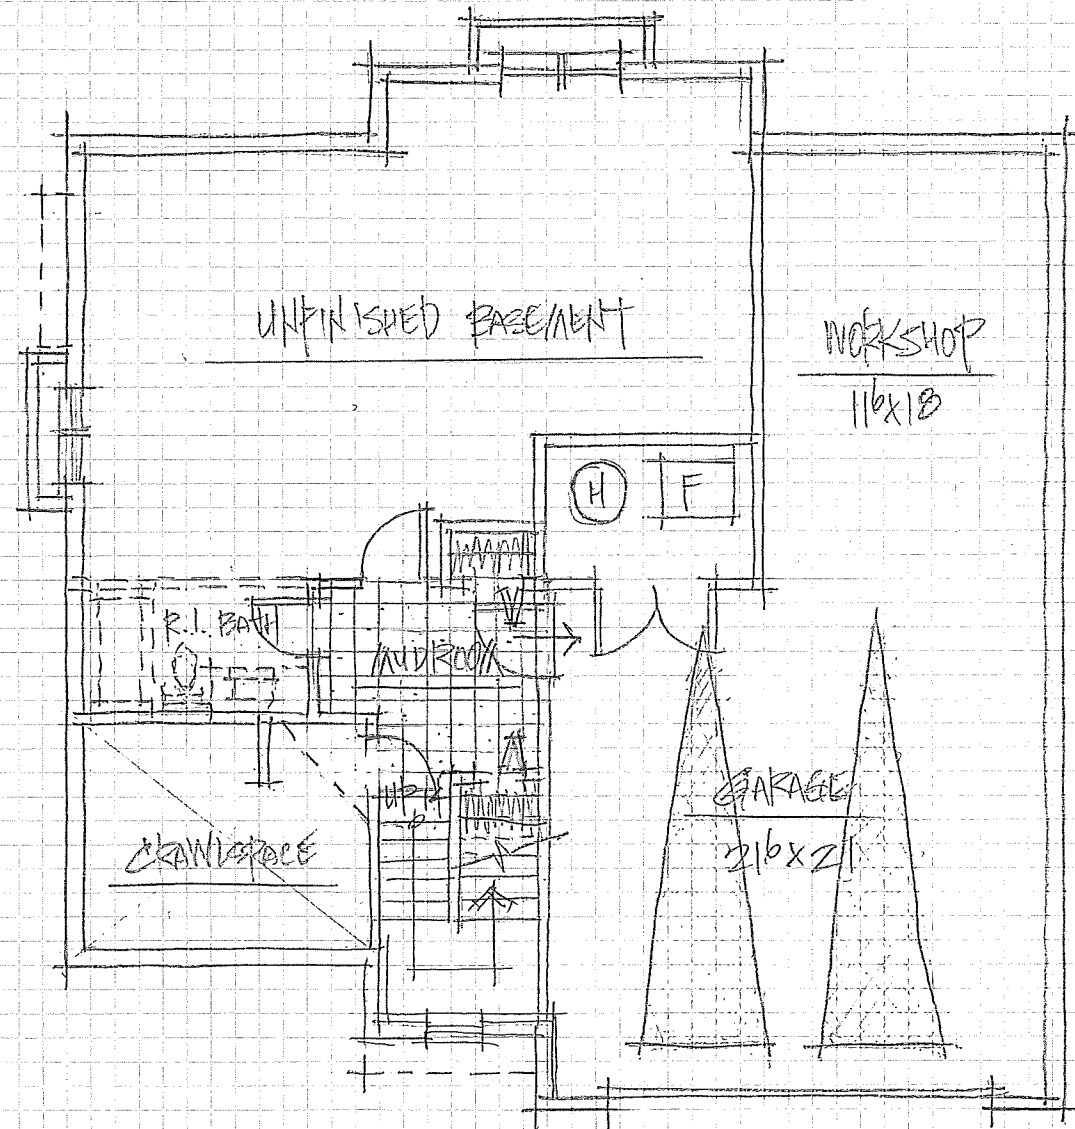 UNFINISHED BASEMENT
WORKSHOP
116x18
H
F
R.I. BATH
MUDROOM
UP
GARAGE
CRAWLSPACE
216x21